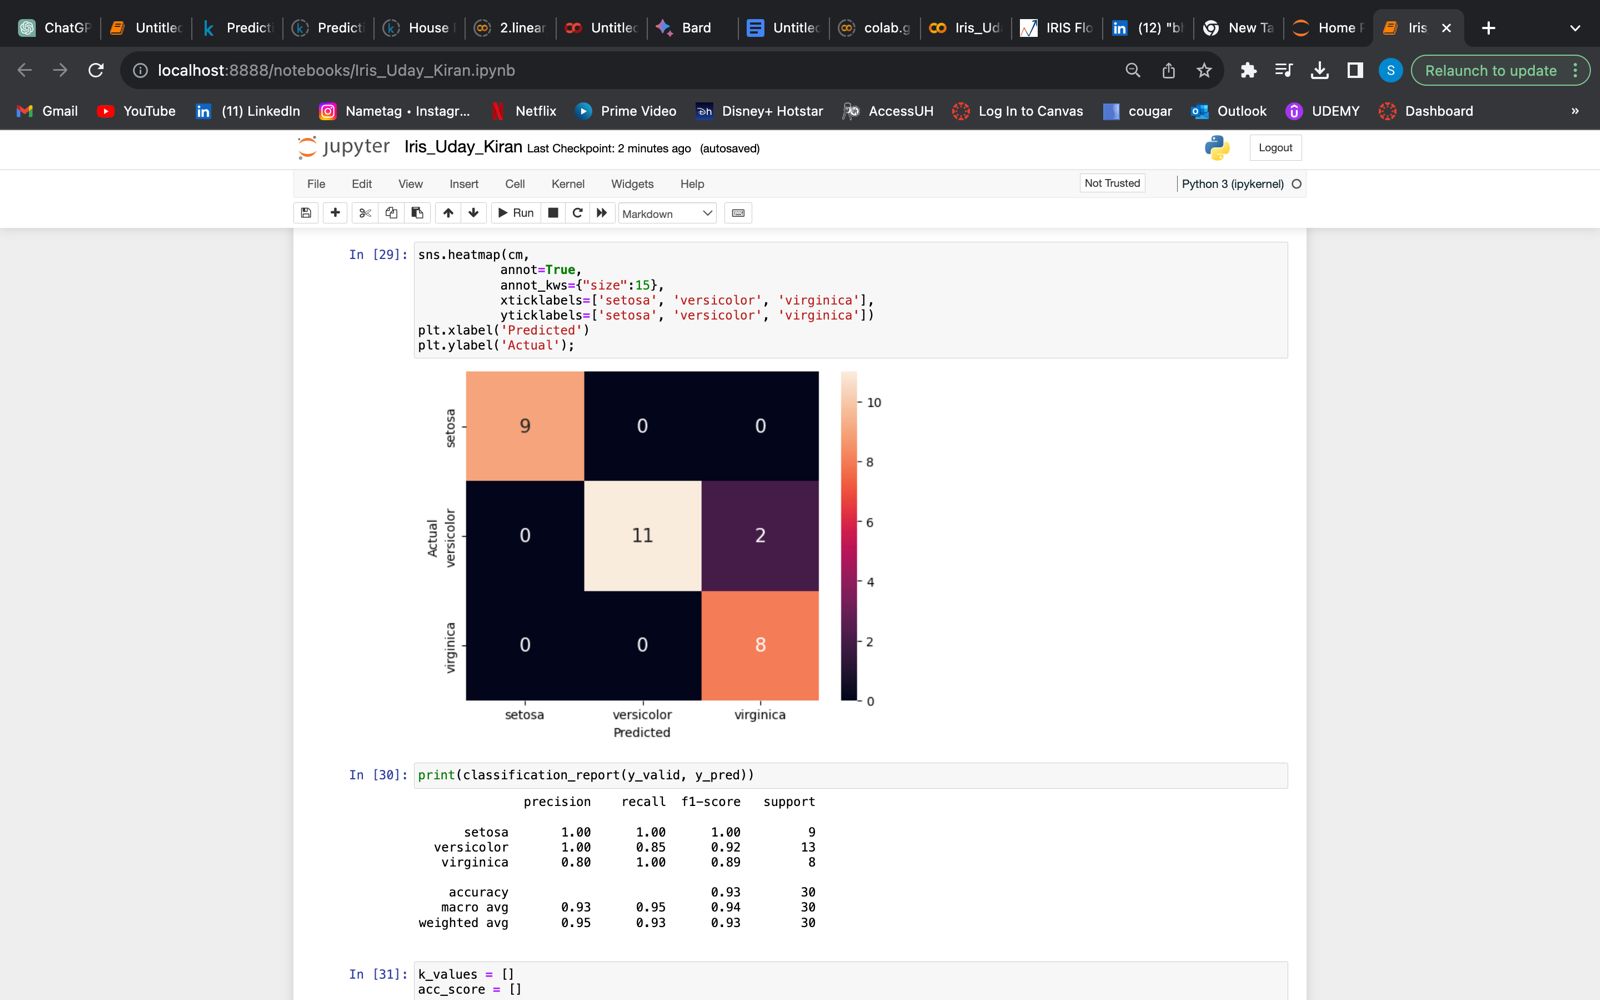 ChatGP Untitled Predicti Predicti House 2.linear Untitled Bard Untitled colab.g Iris_Ud IRIS Flo (12) "bl New Ta Home Iris
localhost:8888/notebooks/Iris_Uday_Kiran.ipynb S Relaunch to update
Gmail YouTube (11) LinkedIn Nametag • Instagr... Netflix Prime Video Disney+ Hotstar AccessUH Log In to Canvas cougar Outlook UDEMY Dashboard »
jupyter Iris_Uday_Kiran Last Checkpoint: 2 minutes ago (autosaved) Logout
File Edit View Insert Cell Kernel Widgets Help Not Trusted Python 3 (ipykernel)
Run Markdown
In [29]: sns.heatmap(cm,
annot=True,
annot_kws={"size":15},
xticklabels=['setosa', 'versicolor', 'virginica'],
yticklabels=['setosa', 'versicolor', 'virginica'])
plt.xlabel('Predicted')
plt.ylabel('Actual');
10
setosa 9 0 0
8
6
Actual versicolor 0 11 2
4
virginica 0 0 8
2
0
setosa versicolor virginica
Predicted
In [30]: print(classification_report(y_valid, y_pred))
precision recall f1-score support
setosa 1.00 1.00 1.00 9
versicolor 1.00 0.85 0.92 13
virginica 0.80 1.00 0.89 8
accuracy 0.93 30
macro avg 0.93 0.95 0.94 30
weighted avg 0.95 0.93 0.93 30
In [31]: k_values = []
acc_score = []